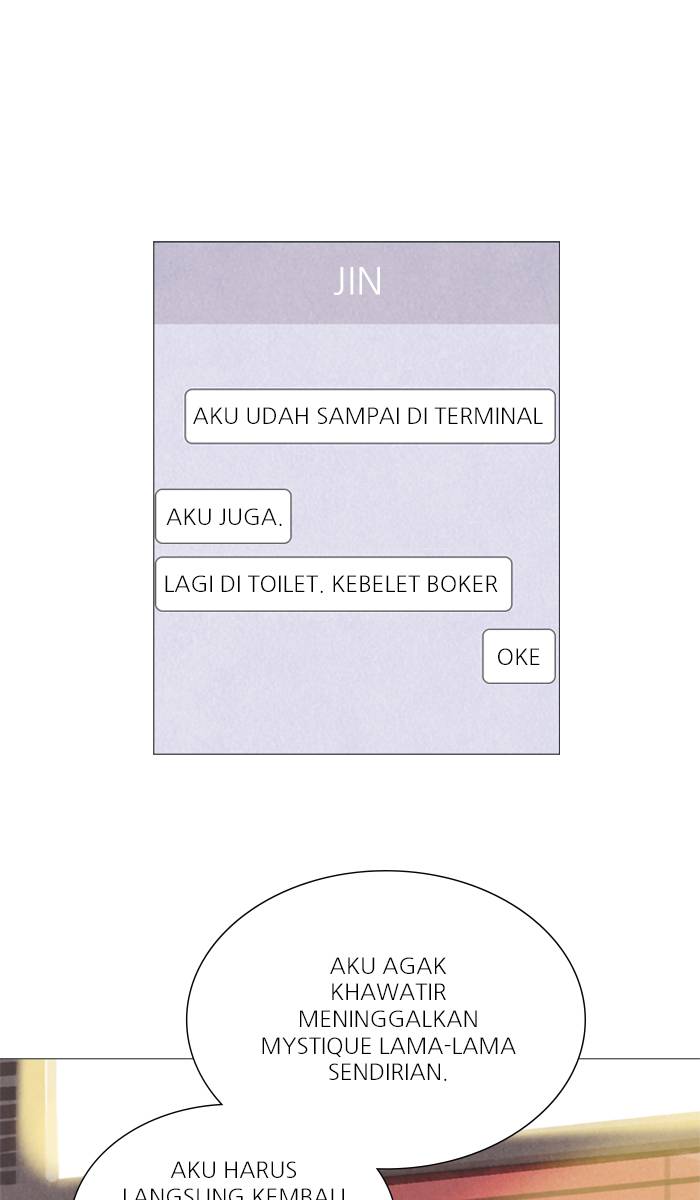 JIN
AKU UDAH SAMPAI DI TERMINAL
AKU JUGA.
LAGI DI TOILET. KEBELET BOKER
OKE
AKU AGAK
KHAWATIR
MENINGGALKAN
MYSTIQUE LAMA-LAMA
SENDIRIAN.
AKU HARUS
LANGSUNG KEMBALI